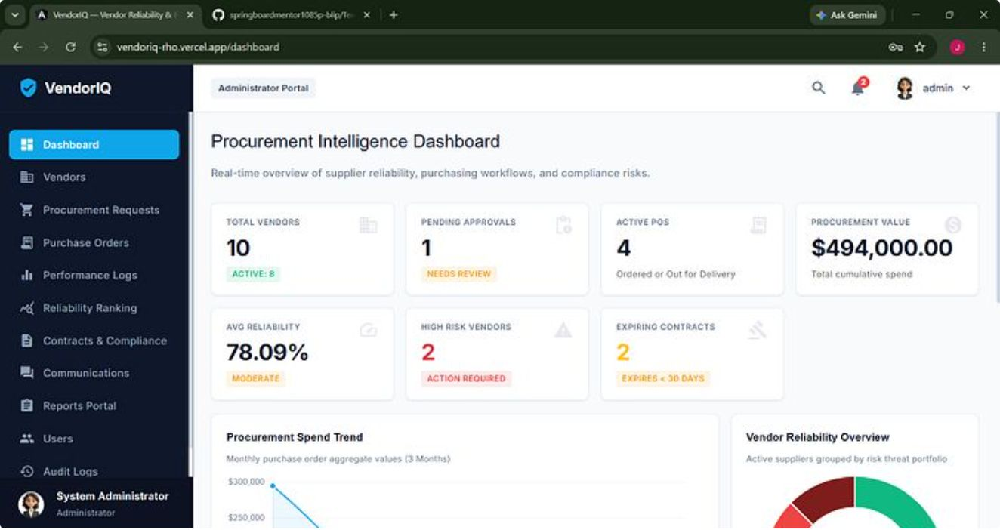 VendorIQ — Vendor Reliability &
springboardmentor1085p-blip/Te
Ask Gemini
vendoriq-rho.vercel.app/dashboard
J
VendorIQ
Administrator Portal
2
admin
Dashboard
Vendors
Procurement Requests
Purchase Orders
Performance Logs
Reliability Ranking
Contracts & Compliance
Communications
Reports Portal
Users
Audit Logs
System Administrator
Administrator
Procurement Intelligence Dashboard
Real-time overview of supplier reliability, purchasing workflows, and compliance risks.
TOTAL VENDORS
10
ACTIVE: 8
PENDING APPROVALS
1
NEEDS REVIEW
ACTIVE POS
4
Ordered or Out for Delivery
PROCUREMENT VALUE
$494,000.00
Total cumulative spend
AVG RELIABILITY
78.09%
MODERATE
HIGH RISK VENDORS
2
ACTION REQUIRED
EXPIRING CONTRACTS
2
EXPIRES < 30 DAYS
Procurement Spend Trend
Monthly purchase order aggregate values (3 Months)
$300,000
$250,000
Vendor Reliability Overview
Active suppliers grouped by risk threat portfolio